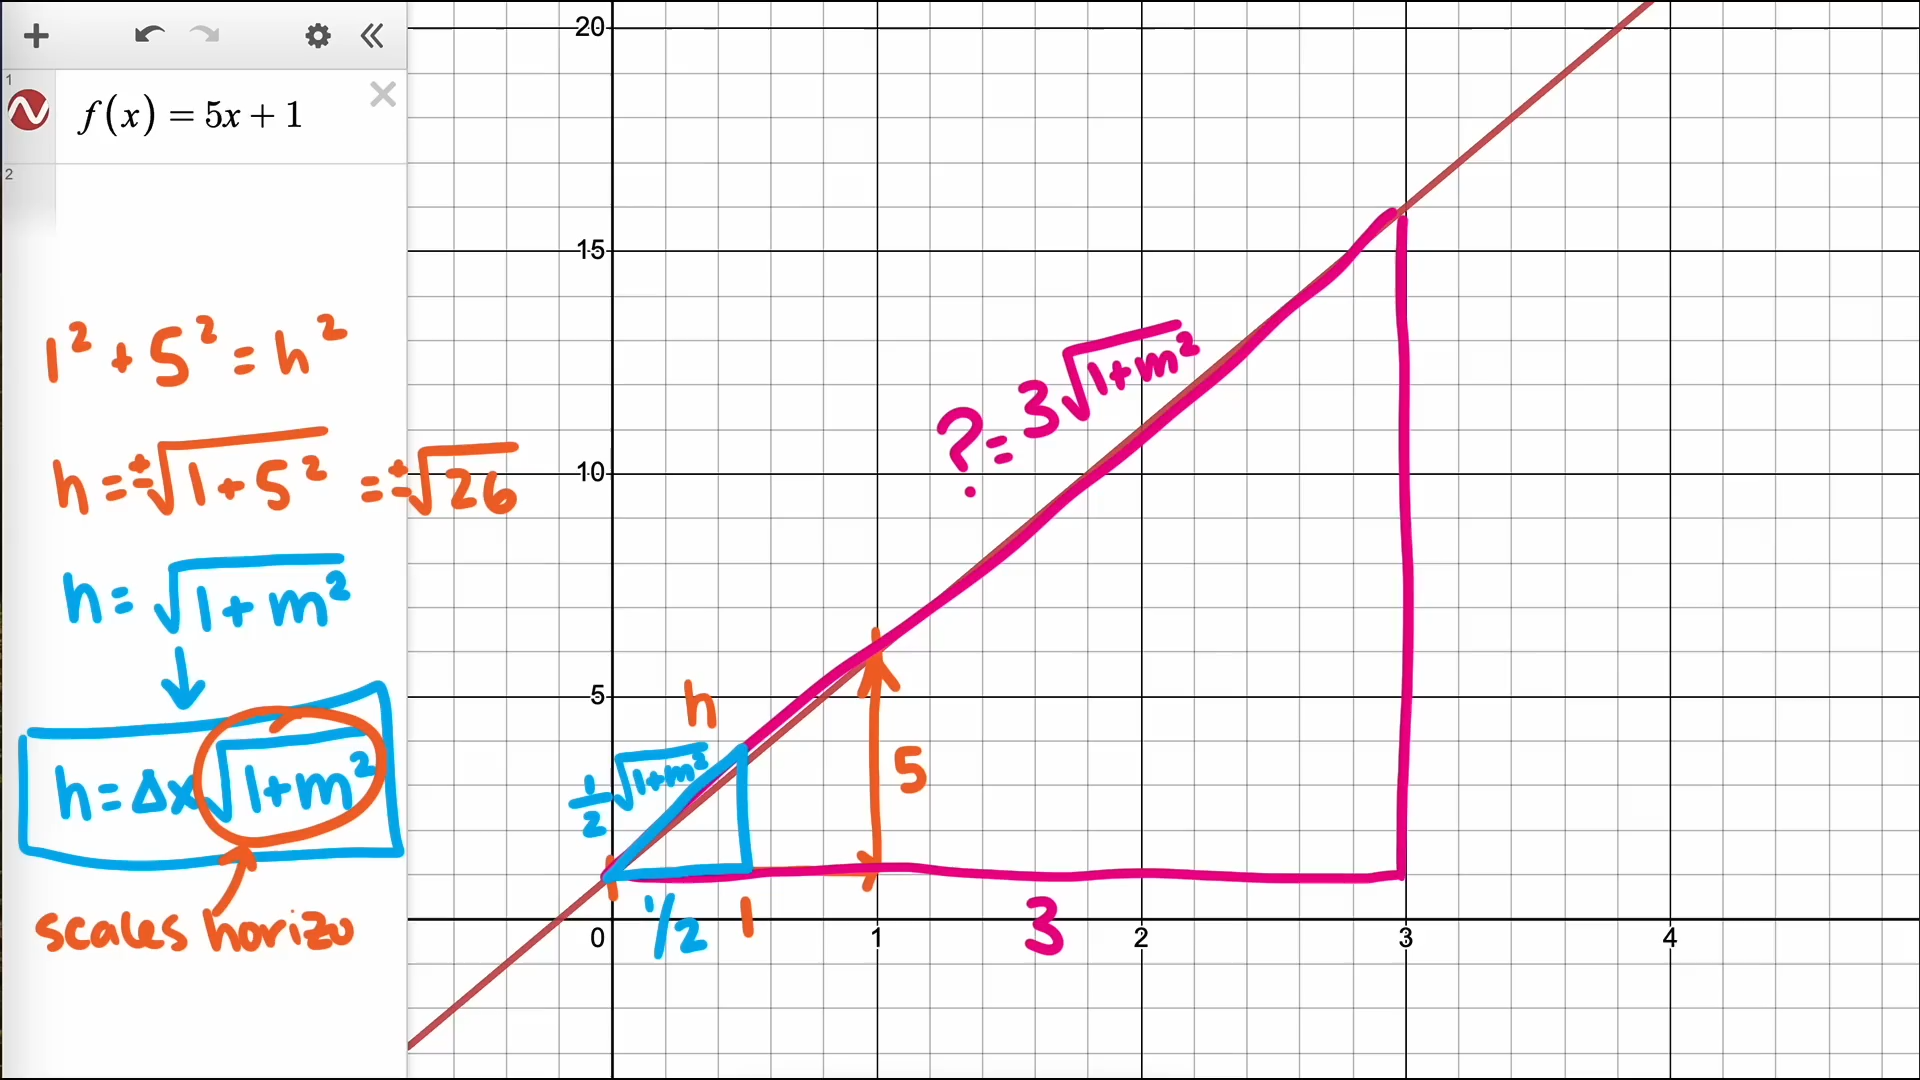 1
f(x) = 5x + 1
2
1² + 5² = h²
h = ±√(1+5²) = ±√26
h = √(1+m²)
h = Δx√(1+m²)
scales horizo
20
15
10
5
0
1
2
3
4
? = 3√(1+m²)
h
½√(1+m²)
5
1/2
1
3